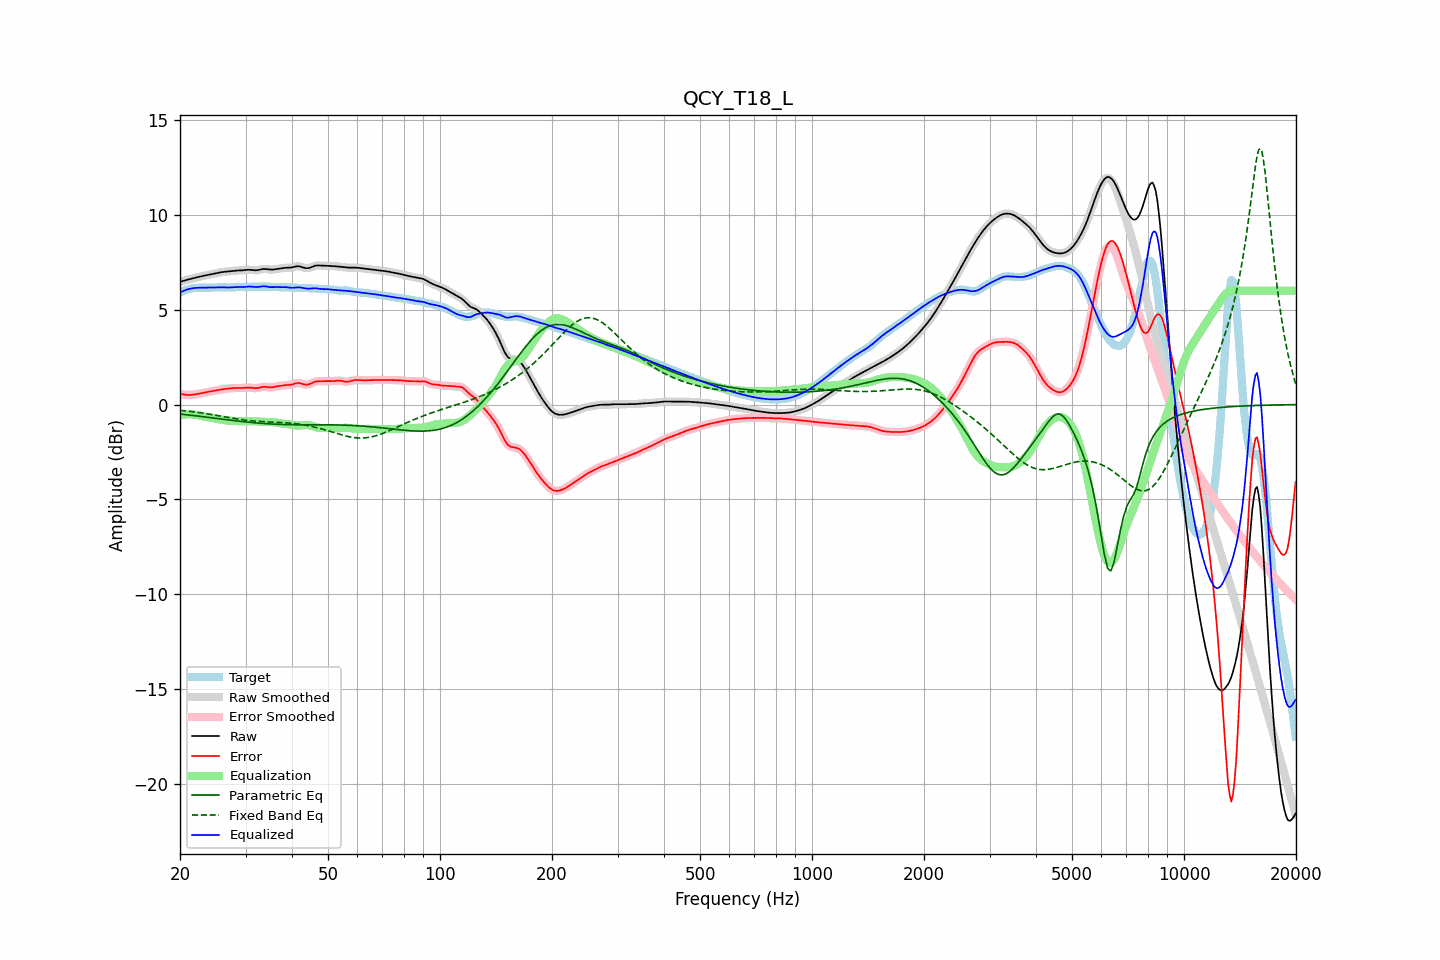 QCY_T18_L
15
10
5
0
−5
−10
−15
−20
Amplitude (dBr)
Target
Raw Smoothed
Error Smoothed
Raw
Error
Equalization
Parametric Eq
Fixed Band Eq
Equalized
20 50 100 200 500 1000 2000 5000 10000 20000
Frequency (Hz)